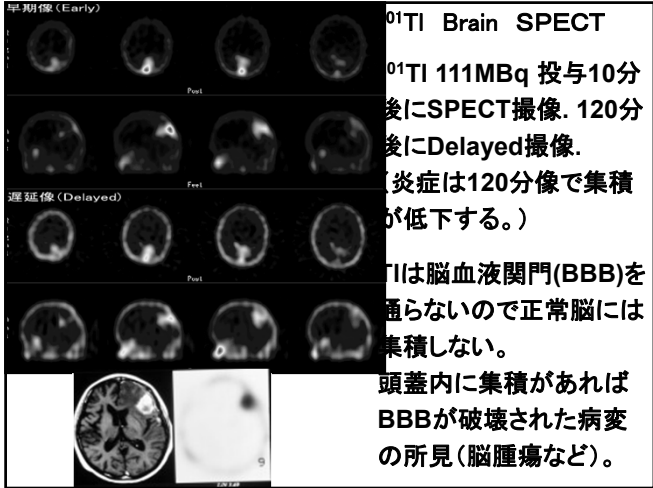 早期像(Early)
01Tl Brain SPECT
01Tl 111MBq 投与10分
後にSPECT撮像. 120分
後にDelayed撮像.
(炎症は120分像で集積
が低下する。)
Post
Feet
遅延像(Delayed)
Post
Feet
Tlは脳血液関門(BBB)を
通らないので正常脳には
集積しない。
頭蓋内に集積があれば
BBBが破壊された病変
の所見(脳腫瘍など)。